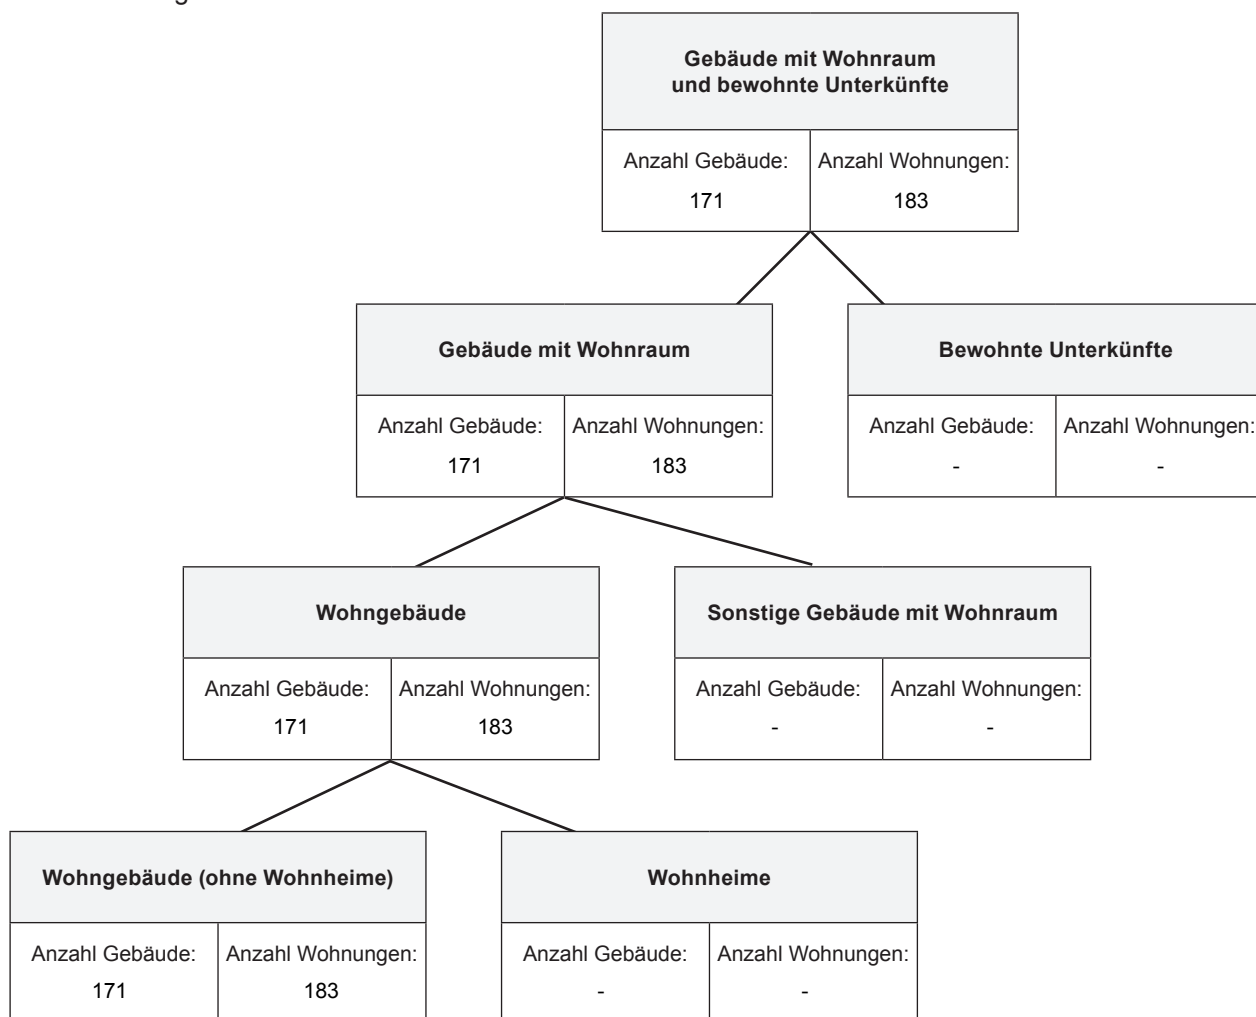 Gebäude mit Wohnraum
und bewohnte Unterkünfte
Anzahl Gebäude: Anzahl Wohnungen:
171 183
Gebäude mit Wohnraum
Bewohnte Unterkünfte
Anzahl Gebäude: Anzahl Wohnungen:
171 183
Anzahl Gebäude: Anzahl Wohnungen:
- -
Wohngebäude
Sonstige Gebäude mit Wohnraum
Anzahl Gebäude: Anzahl Wohnungen:
171 183
Anzahl Gebäude: Anzahl Wohnungen:
- -
Wohngebäude (ohne Wohnheime)
Wohnheime
Anzahl Gebäude: Anzahl Wohnungen:
171 183
Anzahl Gebäude: Anzahl Wohnungen:
- -